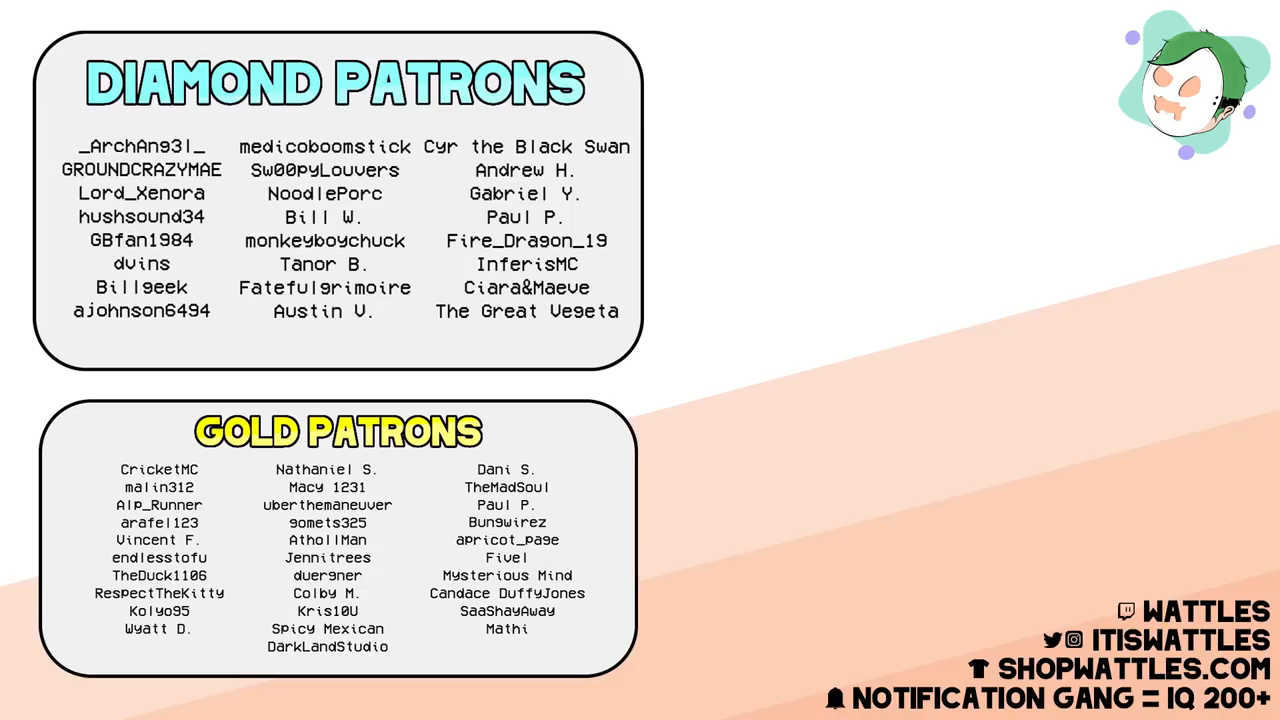 DIAMOND PATRONS
_ArchAng3l_ medicoboomstick Cyr the Black Swan
GROUNDCRAZYMAE Sw00pyLouvers Andrew H.
Lord_Xenora NoodlePorc Gabriel Y.
hushsound34 Bill W. Paul P.
GBfan1984 monkeyboychuck Fire_Dragon_19
dvins Tanor B. InferisMC
Billgeek Fatefulgrimoire Ciara&Maeve
ajohnson6494 Austin V. The Great Vegeta
GOLD PATRONS
CricketMC Nathaniel S. Dani S.
malin312 Macy 1231 TheMadSoul
Alp_Runner uberthemaneuver Paul P.
arafel123 gomets325 Bungwirez
Vincent F. AthollMan apricot_page
endlesstofu Jennitrees Fivel
TheDuck1106 duergner Mysterious Mind
RespectTheKitty Colby M. Candace DuffyJones
Kolyo95 Kris10U SaaShayAway
Wyatt D. Spicy Mexican Mathi
DarkLandStudio
WATTLES
ITISWATTLES
SHOPWATTLES.COM
NOTIFICATION GANG = IQ 200+